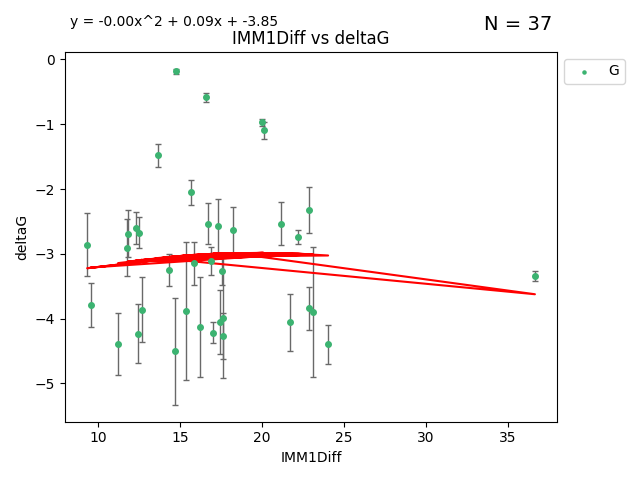 y = -0.00x^2 + 0.09x + -3.85
N = 37
IMM1Diff vs deltaG
G
0
−1
−2
−3
−4
−5
deltaG
10 15 20 25 30 35
IMM1Diff